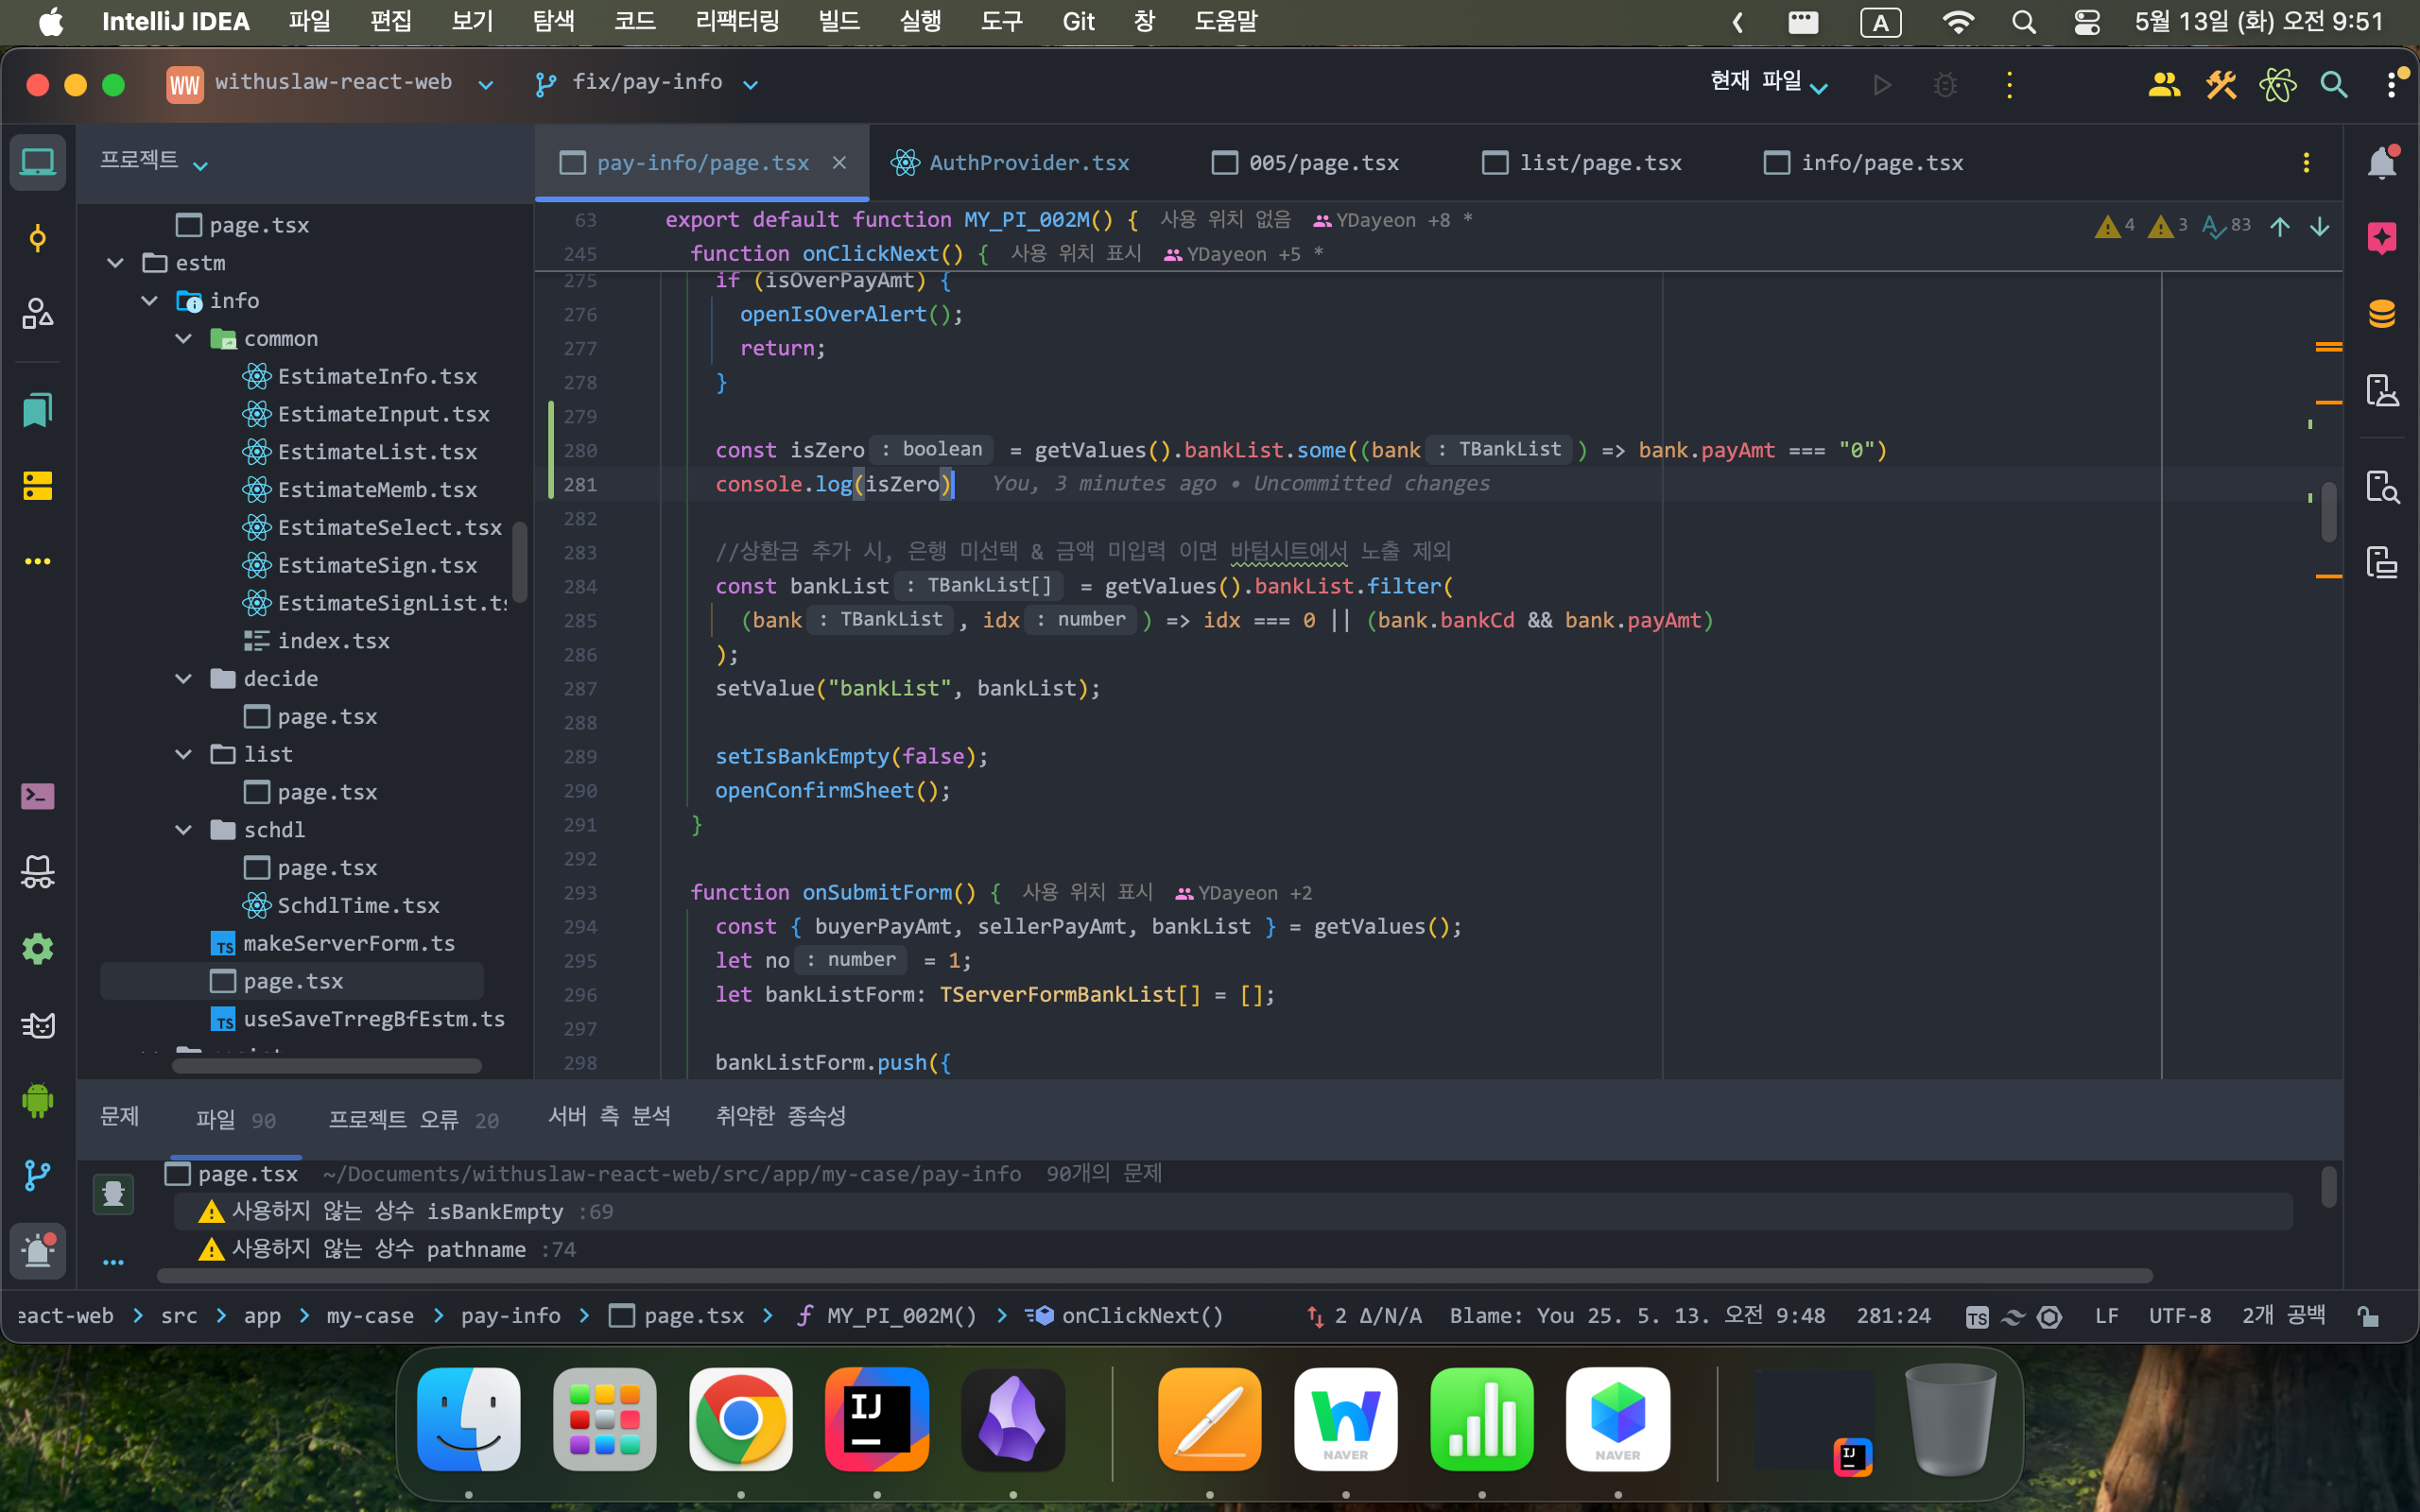 IntelliJ IDEA 파일 편집 보기 탐색 코드 리팩터링 빌드 실행 도구 Git 창 도움말 A 5월 13일 (화) 오전 9:51
WW withuslaw-react-web fix/pay-info 현재 파일
프로젝트
page.tsx
estm
info
common
EstimateInfo.tsx
EstimateInput.tsx
EstimateList.tsx
EstimateMemb.tsx
EstimateSelect.tsx
EstimateSign.tsx
EstimateSignList.ts
index.tsx
decide
page.tsx
list
page.tsx
schdl
page.tsx
SchdlTime.tsx
TS makeServerForm.ts
page.tsx
TS useSaveTrregBfEstm.ts
pay-info/page.tsx AuthProvider.tsx 005/page.tsx list/page.tsx info/page.tsx
63 export default function MY_PI_002M() { 사용 위치 없음 YDayeon +8 * 4 3 83
245 function onClickNext() { 사용 위치 표시 YDayeon +5 *
275 if (isOverPayAmt) {
276 openIsOverAlert();
277 return;
278 }
279
280 const isZero : boolean = getValues().bankList.some((bank : TBankList ) => bank.payAmt === "0")
281 console.log(isZero) You, 3 minutes ago • Uncommitted changes
282
283 //상환금 추가 시, 은행 미선택 & 금액 미입력 이면 바텀시트에서 노출 제외
284 const bankList : TBankList[] = getValues().bankList.filter(
285 (bank : TBankList , idx : number ) => idx === 0 || (bank.bankCd && bank.payAmt)
286 );
287 setValue("bankList", bankList);
288
289 setIsBankEmpty(false);
290 openConfirmSheet();
291 }
292
293 function onSubmitForm() { 사용 위치 표시 YDayeon +2
294 const { buyerPayAmt, sellerPayAmt, bankList } = getValues();
295 let no : number = 1;
296 let bankListForm: TServerFormBankList[] = [];
297
298 bankListForm.push({
문제 파일 90 프로젝트 오류 20 서버 측 분석 취약한 종속성
page.tsx ~/Documents/withuslaw-react-web/src/app/my-case/pay-info 90개의 문제
사용하지 않는 상수 isBankEmpty :69
사용하지 않는 상수 pathname :74
eact-web src app my-case pay-info page.tsx MY_PI_002M() onClickNext() 2 Δ/N/A Blame: You 25. 5. 13. 오전 9:48 281:24 TS LF UTF-8 2개 공백
IJ NAVER NAVER IJ